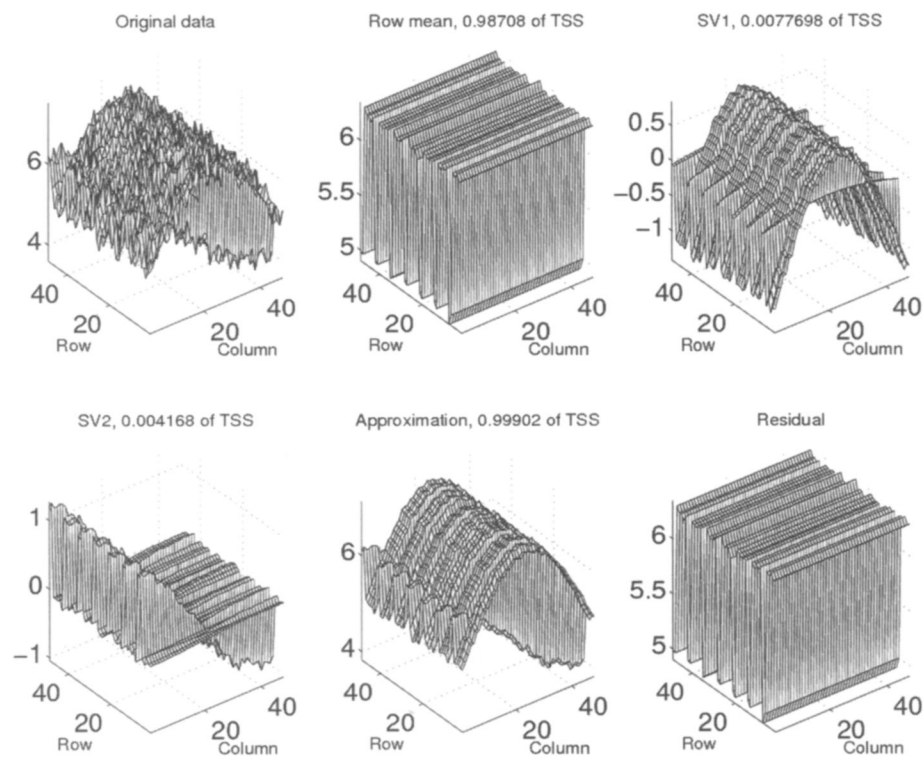 Original data
Row mean, 0.98708 of TSS
SV1, 0.0077698 of TSS
6
4
40
20
Row
20
40
Column
6
5.5
5
40
20
Row
20
40
Column
0.5
0
−0.5
−1
40
20
Row
20
40
Column
SV2, 0.004168 of TSS
Approximation, 0.99902 of TSS
Residual
1
0
−1
40
20
Row
20
40
Column
6
4
40
20
Row
20
40
Column
6
5.5
5
40
20
Row
20
40
Column